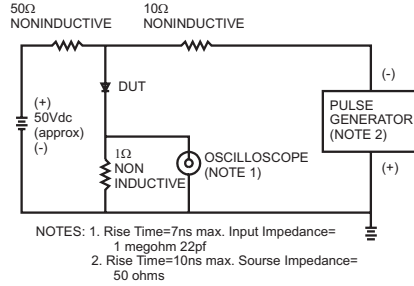 50Ω
NONINDUCTIVE
10Ω
NONINDUCTIVE
(+)
50Vdc
(approx)
(-)
DUT
1Ω
NON
INDUCTIVE
OSCILLOSCOPE
(NOTE 1)
(-)
PULSE
GENERATOR
(NOTE 2)
(+)
NOTES: 1. Rise Time=7ns max. Input Impedance=
1 megohm 22pf
2. Rise Time=10ns max. Sourse Impedance=
50 ohms